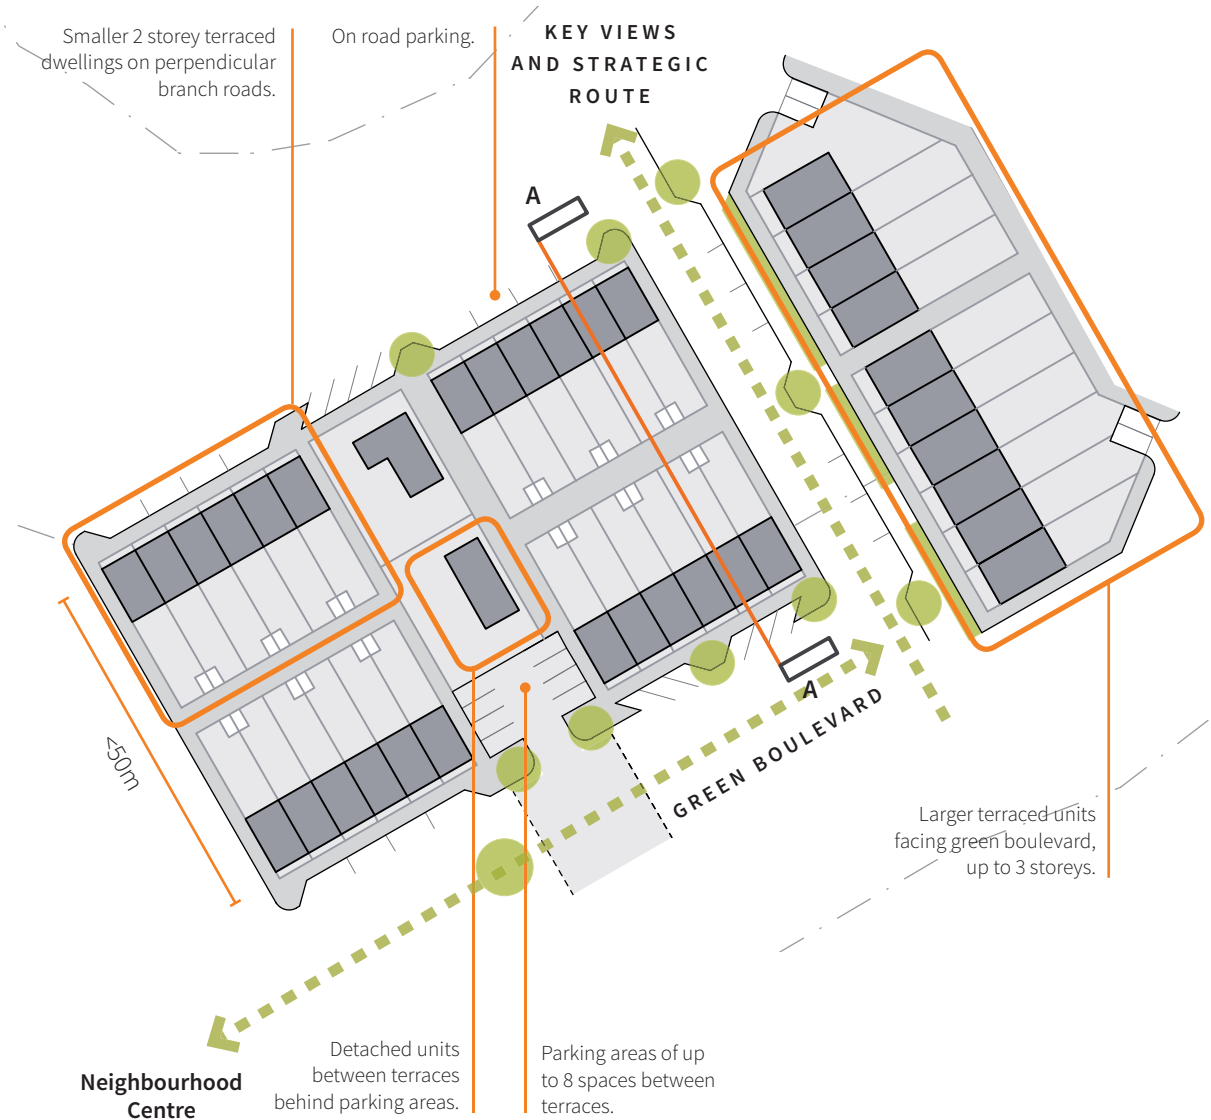 Smaller 2 storey terraced
dwellings on perpendicular
branch roads.
On road parking.
KEY VIEWS
AND STRATEGIC
ROUTE
A
<50m
A
GREEN BOULEVARD
Larger terraced units
facing green boulevard,
up to 3 storeys.
Neighbourhood
Centre
Detached units
between terraces
behind parking areas.
Parking areas of up
to 8 spaces between
terraces.